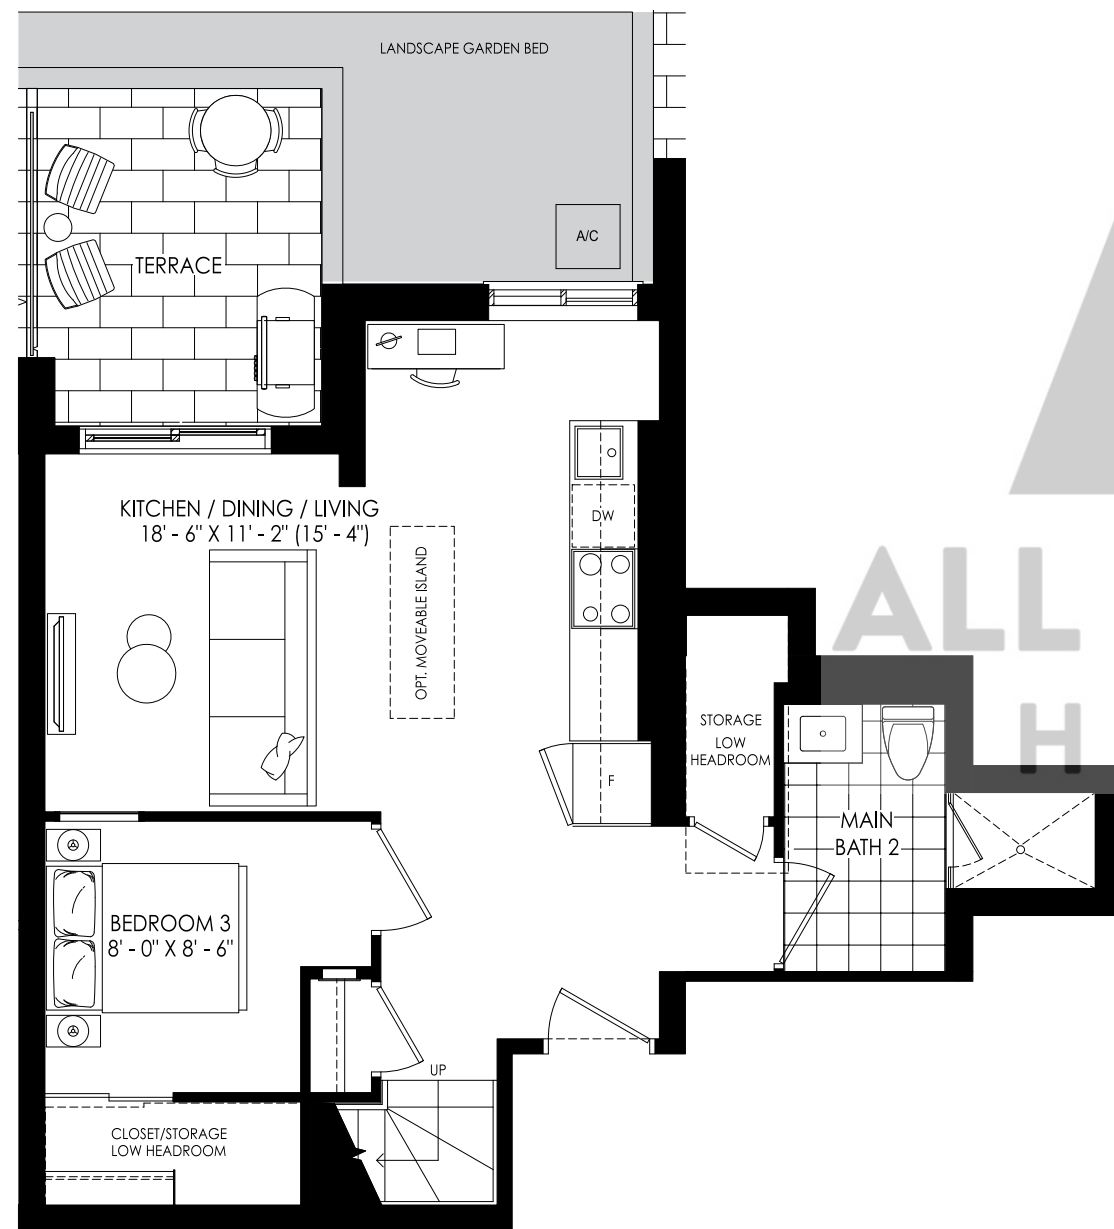 LANDSCAPE GARDEN BED
A/C
TERRACE
KITCHEN / DINING / LIVING
18' - 6" X 11' - 2" (15' - 4")
DW
OPT. MOVEABLE ISLAND
ALL
STORAGE
LOW
HEADROOM
H
F
MAIN
BATH 2
BEDROOM 3
8' - 0" X 8' - 6"
UP
CLOSET/STORAGE
LOW HEADROOM